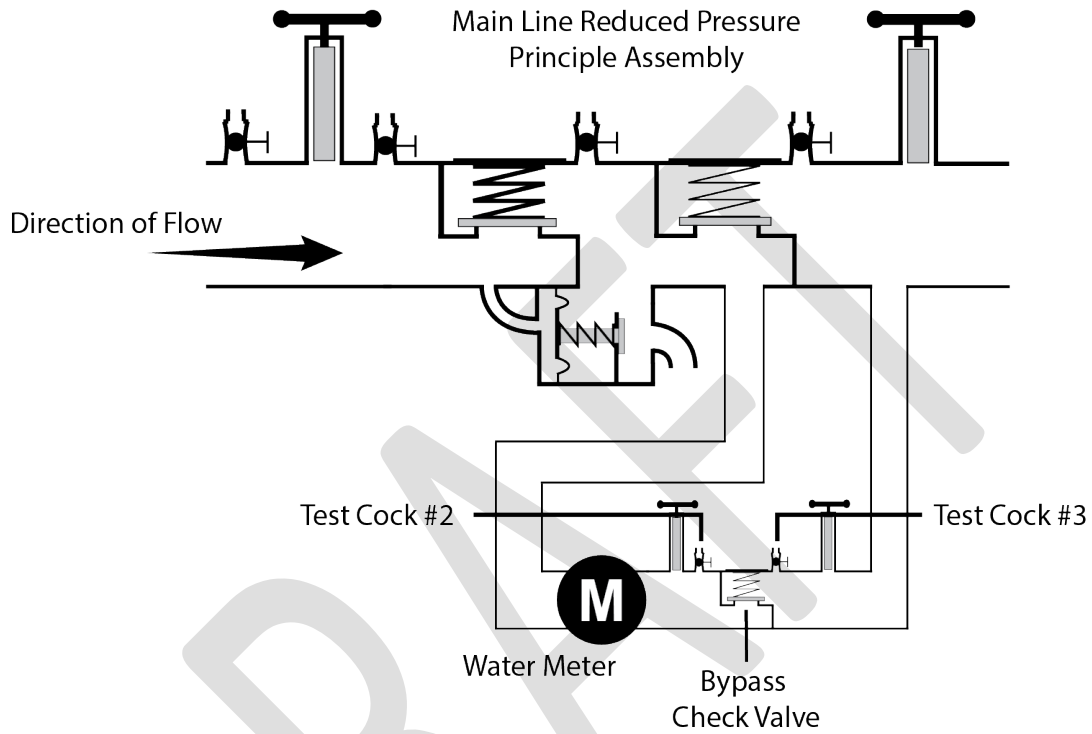 Main Line Reduced Pressure
Principle Assembly
Direction of Flow
Test Cock #2
Test Cock #3
M
Water Meter
Bypass
Check Valve
DRAFT